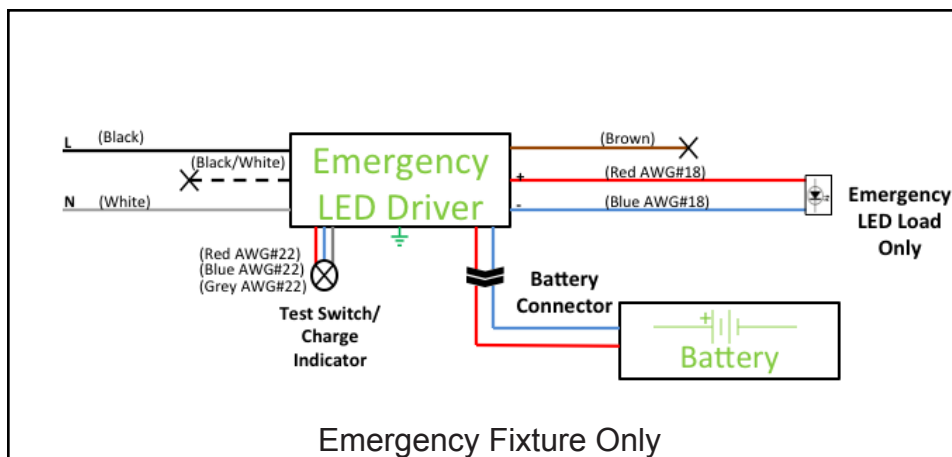 L (Black)
(Black/White)
N (White)
Emergency
LED Driver
(Brown)
+ (Red AWG#18)
- (Blue AWG#18)
Emergency
LED Load
Only
(Red AWG#22)
(Blue AWG#22)
(Grey AWG#22)
Test Switch/
Charge
Indicator
Battery
Connector
+
Battery
Emergency Fixture Only